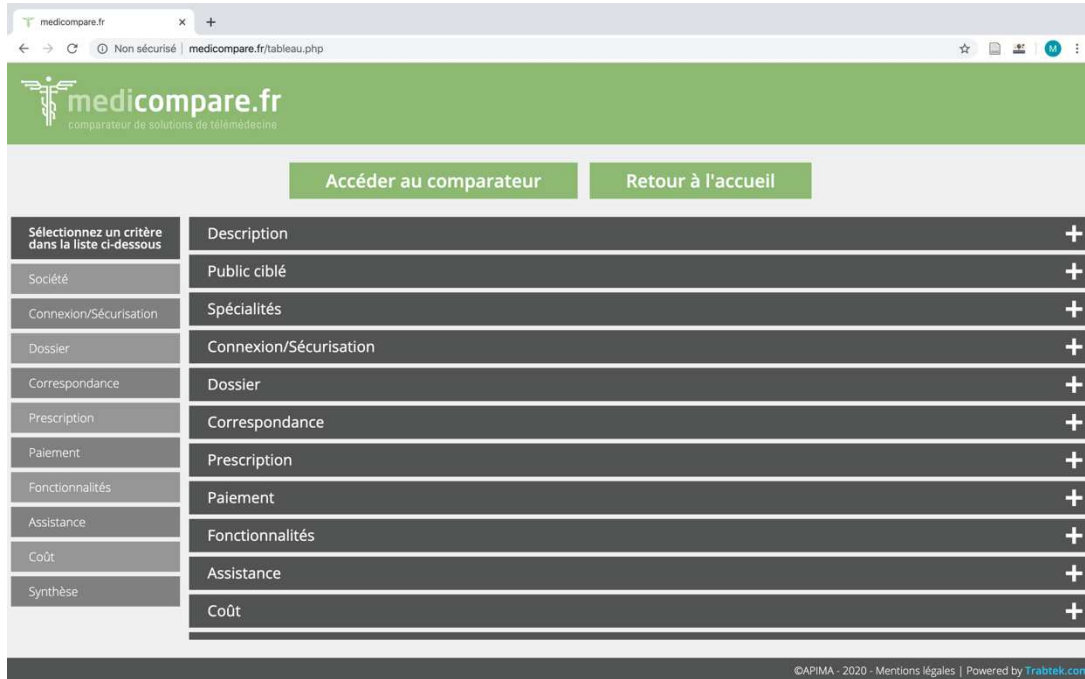 medicompare.fr
Non sécurisé | medicompare.fr/tableau.php
M
medicompare.fr
comparateur de solutions de télémédecine
Accéder au comparateur
Retour à l'accueil
Sélectionnez un critère
dans la liste ci-dessous
Société
Connexion/Sécurisation
Dossier
Correspondance
Prescription
Paiement
Fonctionnalités
Assistance
Coût
Synthèse
Description
Public ciblé
Spécialités
Connexion/Sécurisation
Dossier
Correspondance
Prescription
Paiement
Fonctionnalités
Assistance
Coût
©APIMA - 2020 - Mentions légales | Powered by Trabtek.com